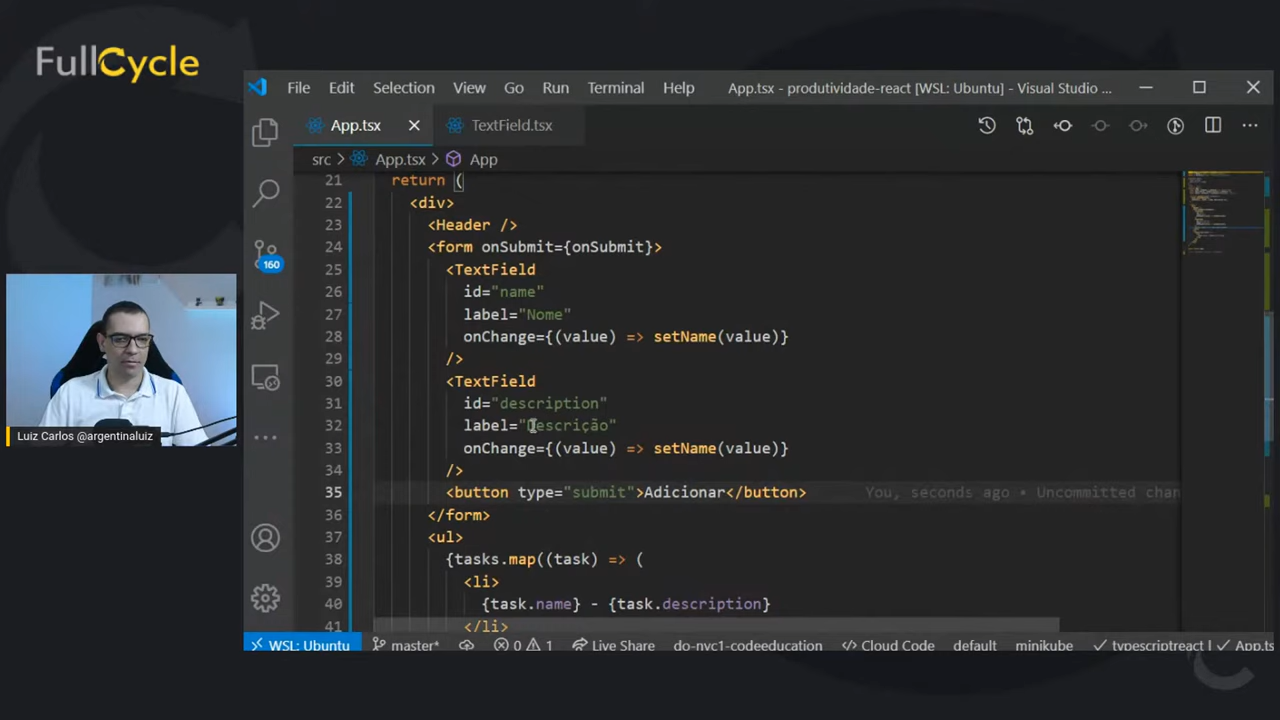 FullCycle
File Edit Selection View Go Run Terminal Help App.tsx - produtividade-react [WSL: Ubuntu] - Visual Studio ...
App.tsx TextField.tsx
src > App.tsx > App
21 return (
22 <div>
23 <Header />
24 <form onSubmit={onSubmit}>
25 <TextField
26 id="name"
27 label="Nome"
28 onChange={(value) => setName(value)}
29 />
30 <TextField
31 id="description"
32 label="Descrição"
33 onChange={(value) => setName(value)}
34 />
35 <button type="submit">Adicionar</button> You, seconds ago • Uncommitted chan
36 </form>
37 <ul>
38 {tasks.map((task) => (
39 <li>
40 {task.name} - {task.description}
41 </li>
160
Luiz Carlos @argentinaluiz
WSL: Ubuntu master* 0 1 Live Share do-nyc1-codeeducation </> Code Coverage default minikube typescriptreact App.ts